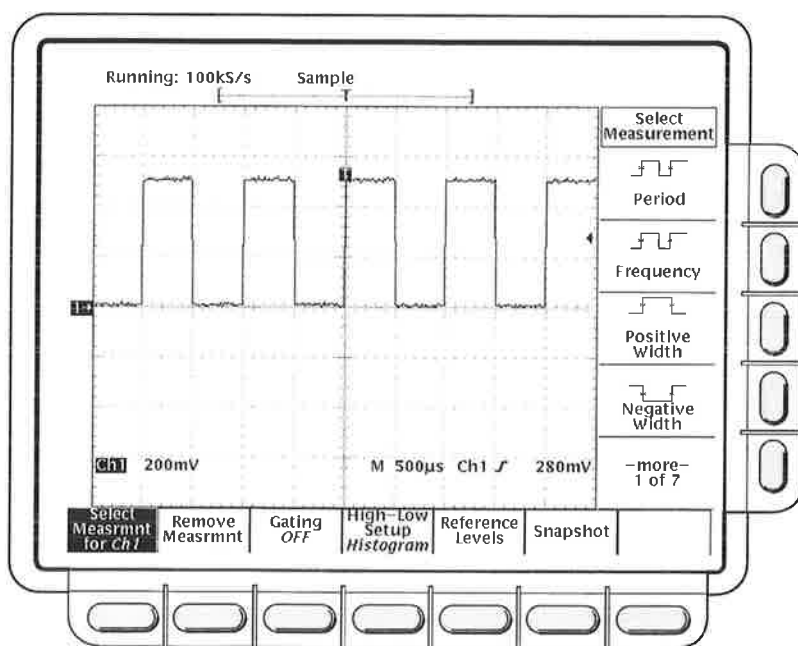 Running: 100kS/s
Sample
[ T ]
T
1→
Ch1 200mV M 500µs Ch1 ƒ 280mV
Select
Measurement
Period
Frequency
Positive
Width
Negative
Width
–more–
1 of 7
Select
Measrmnt
for Ch1
Remove
Measrmnt
Gating
OFF
High–Low
Setup
Histogram
Reference
Levels
Snapshot